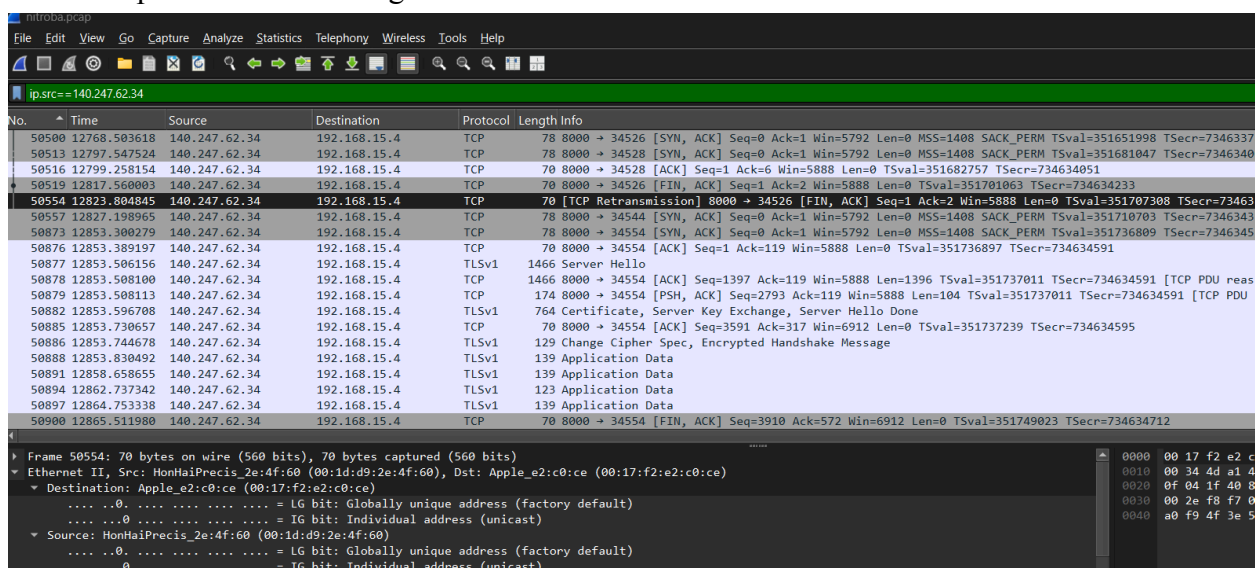 nitroba.pcap
File Edit View Go Capture Analyze Statistics Telephony Wireless Tools Help
ip.src==140.247.62.34
No. Time Source Destination Protocol Length Info
50500 12768.503618 140.247.62.34 192.168.15.4 TCP 78 8000 → 34526 [SYN, ACK] Seq=0 Ack=1 Win=5792 Len=0 MSS=1408 SACK_PERM TSval=351651998 TSecr=7346337
50513 12797.547524 140.247.62.34 192.168.15.4 TCP 78 8000 → 34528 [SYN, ACK] Seq=0 Ack=1 Win=5792 Len=0 MSS=1408 SACK_PERM TSval=351681047 TSecr=7346340
50516 12799.258154 140.247.62.34 192.168.15.4 TCP 70 8000 → 34528 [ACK] Seq=1 Ack=6 Win=5888 Len=0 TSval=351682757 TSecr=734634051
50519 12817.560003 140.247.62.34 192.168.15.4 TCP 70 8000 → 34526 [FIN, ACK] Seq=1 Ack=2 Win=5888 Len=0 TSval=351701063 TSecr=734634233
50554 12823.804845 140.247.62.34 192.168.15.4 TCP 70 [TCP Retransmission] 8000 → 34526 [FIN, ACK] Seq=1 Ack=2 Win=5888 Len=0 TSval=351707308 TSecr=73463
50557 12827.198965 140.247.62.34 192.168.15.4 TCP 78 8000 → 34544 [SYN, ACK] Seq=0 Ack=1 Win=5792 Len=0 MSS=1408 SACK_PERM TSval=351710703 TSecr=7346343
50873 12853.300279 140.247.62.34 192.168.15.4 TCP 78 8000 → 34554 [SYN, ACK] Seq=0 Ack=1 Win=5792 Len=0 MSS=1408 SACK_PERM TSval=351736809 TSecr=7346345
50876 12853.389197 140.247.62.34 192.168.15.4 TCP 70 8000 → 34554 [ACK] Seq=1 Ack=119 Win=5888 Len=0 TSval=351736897 TSecr=734634591
50877 12853.506156 140.247.62.34 192.168.15.4 TLSv1 1466 Server Hello
50878 12853.508100 140.247.62.34 192.168.15.4 TCP 1466 8000 → 34554 [ACK] Seq=1397 Ack=119 Win=5888 Len=1396 TSval=351737011 TSecr=734634591 [TCP PDU reas
50879 12853.508113 140.247.62.34 192.168.15.4 TCP 174 8000 → 34554 [PSH, ACK] Seq=2793 Ack=119 Win=5888 Len=104 TSval=351737011 TSecr=734634591 [TCP PDU
50882 12853.596708 140.247.62.34 192.168.15.4 TLSv1 764 Certificate, Server Key Exchange, Server Hello Done
50885 12853.730657 140.247.62.34 192.168.15.4 TCP 70 8000 → 34554 [ACK] Seq=3591 Ack=317 Win=6912 Len=0 TSval=351737239 TSecr=734634595
50886 12853.744678 140.247.62.34 192.168.15.4 TLSv1 129 Change Cipher Spec, Encrypted Handshake Message
50888 12853.830492 140.247.62.34 192.168.15.4 TLSv1 139 Application Data
50891 12858.658655 140.247.62.34 192.168.15.4 TLSv1 139 Application Data
50894 12862.737342 140.247.62.34 192.168.15.4 TLSv1 123 Application Data
50897 12864.753338 140.247.62.34 192.168.15.4 TLSv1 139 Application Data
50900 12865.511980 140.247.62.34 192.168.15.4 TCP 70 8000 → 34554 [FIN, ACK] Seq=3910 Ack=572 Win=6912 Len=0 TSval=351749023 TSecr=734634712
Frame 50554: 70 bytes on wire (560 bits), 70 bytes captured (560 bits)
Ethernet II, Src: HonHaiPrecis_2e:4f:60 (00:1d:d9:2e:4f:60), Dst: Apple_e2:c0:ce (00:17:f2:e2:c0:ce)
Destination: Apple_e2:c0:ce (00:17:f2:e2:c0:ce)
.... ..0. .... .... .... .... = LG bit: Globally unique address (factory default)
.... ...0 .... .... .... .... = IG bit: Individual address (unicast)
Source: HonHaiPrecis_2e:4f:60 (00:1d:d9:2e:4f:60)
.... ..0. .... .... .... .... = LG bit: Globally unique address (factory default)
.... ...0 .... .... .... .... = IG bit: Individual address (unicast)
0000 00 17 f2 e2 c
0010 00 34 4d a1 4
0020 0f 04 1f 40 8
0030 00 2e f8 f7 0
0040 a0 f9 4f 3e 5